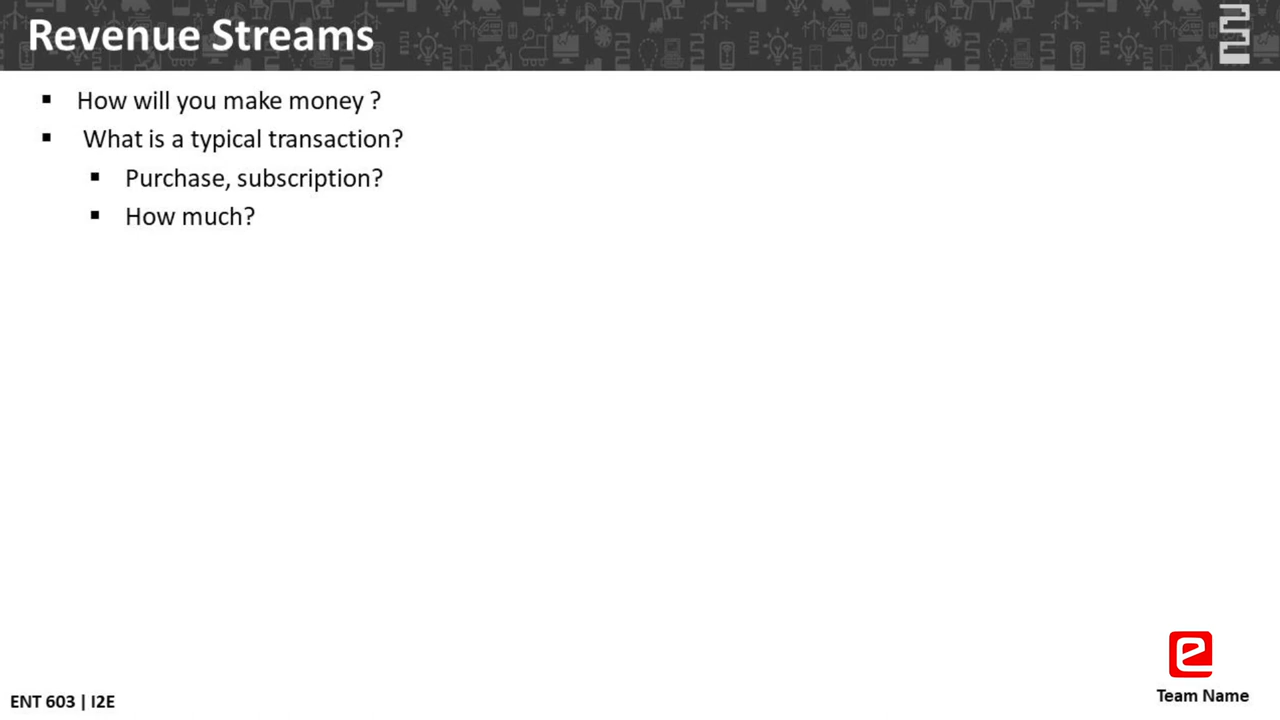 Revenue Streams
How will you make money ?
What is a typical transaction?
Purchase, subscription?
How much?
e
Team Name
ENT 603 | I2E